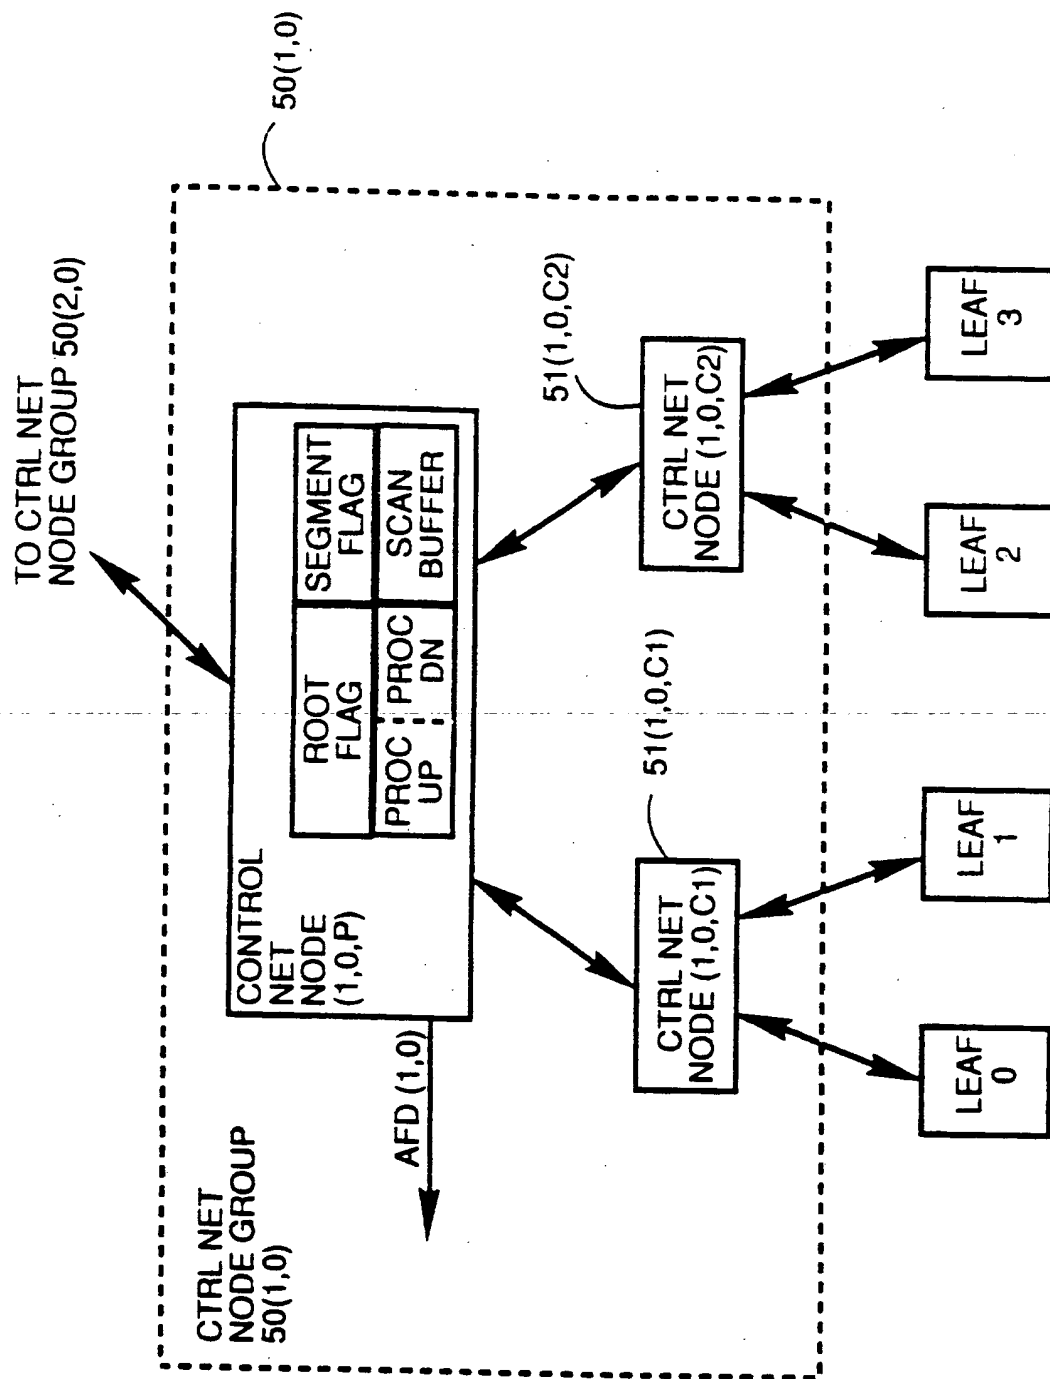 TO CTRL NET
NODE GROUP 50(2,0)
50(1,0)
CTRL NET
NODE GROUP
50(1,0)
CONTROL
NET
NODE
(1,0,P)
ROOT
FLAG
SEGMENT
FLAG
PROC
UP
PROC
DN
SCAN
BUFFER
AFD (1,0)
51(1,0,C1)
CTRL NET
NODE (1,0,C1)
51(1,0,C2)
CTRL NET
NODE (1,0,C2)
LEAF
0
LEAF
1
LEAF
2
LEAF
3